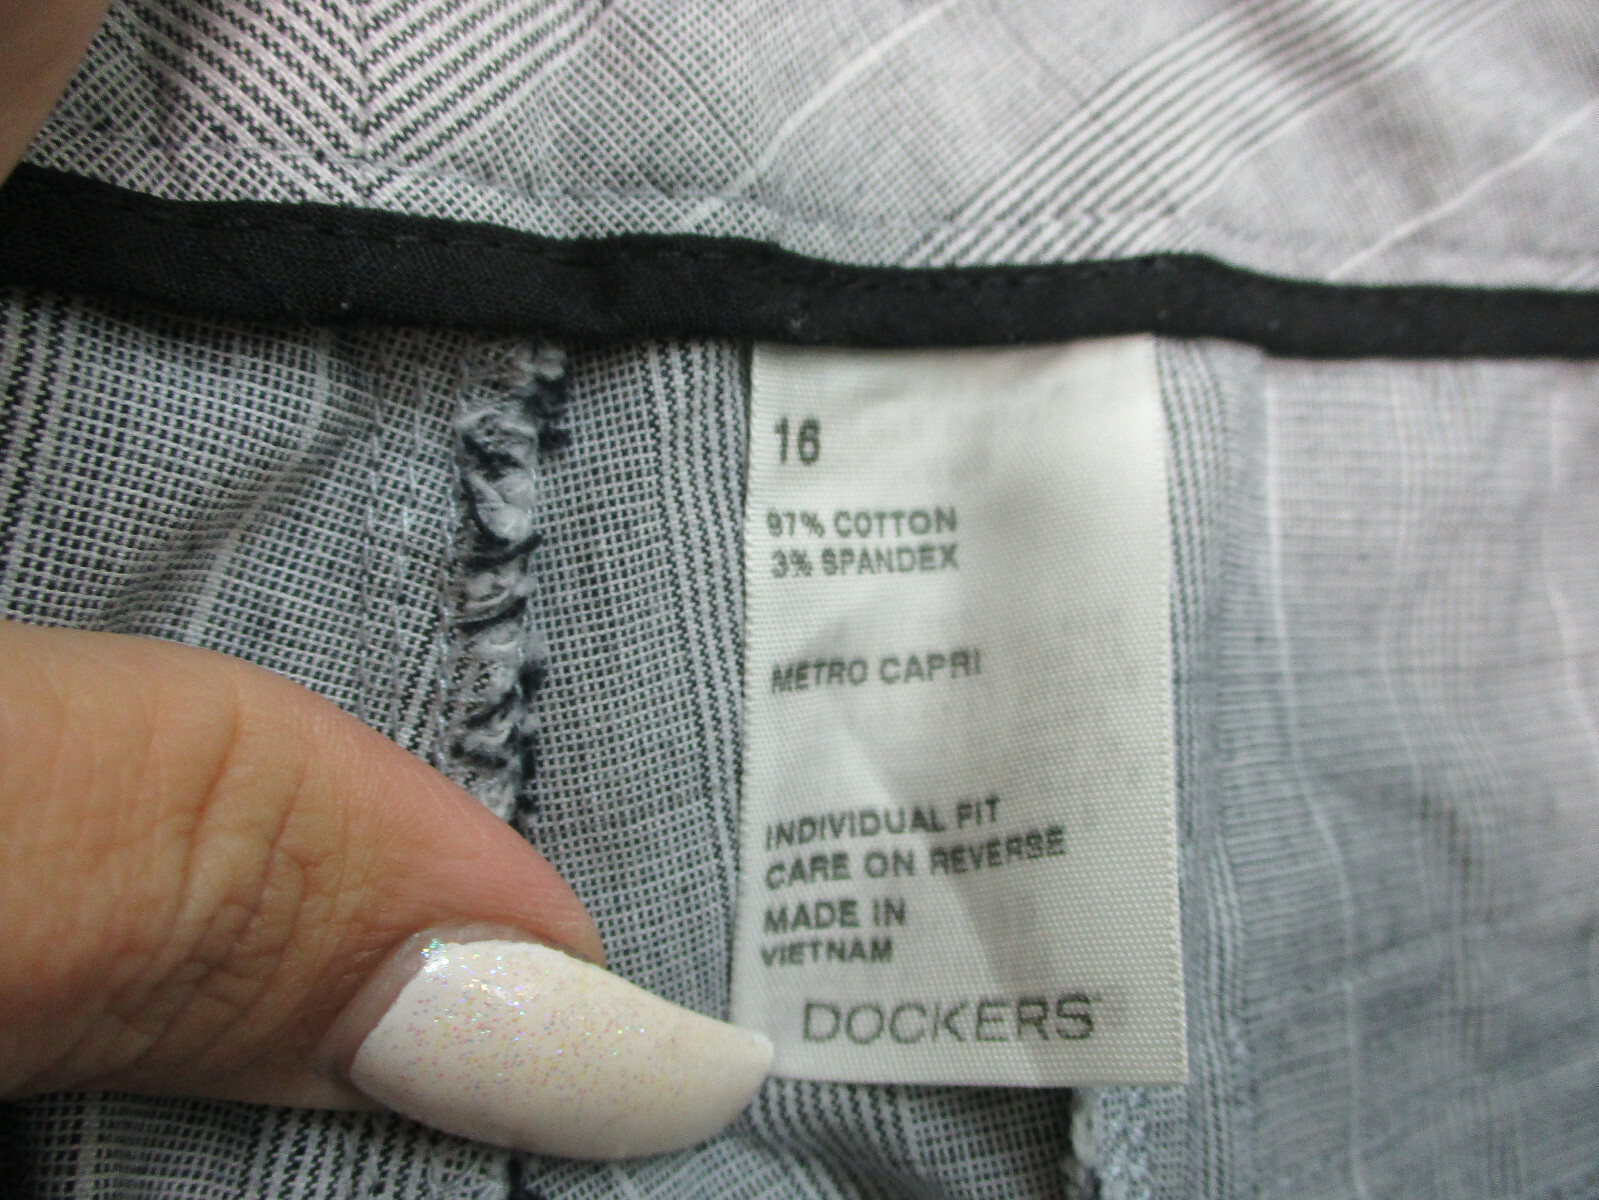 16
97% COTTON
3% SPANDEX
METRO CAPRI
INDIVIDUAL FIT
CARE ON REVERSE
MADE IN
VIETNAM
DOCKERS